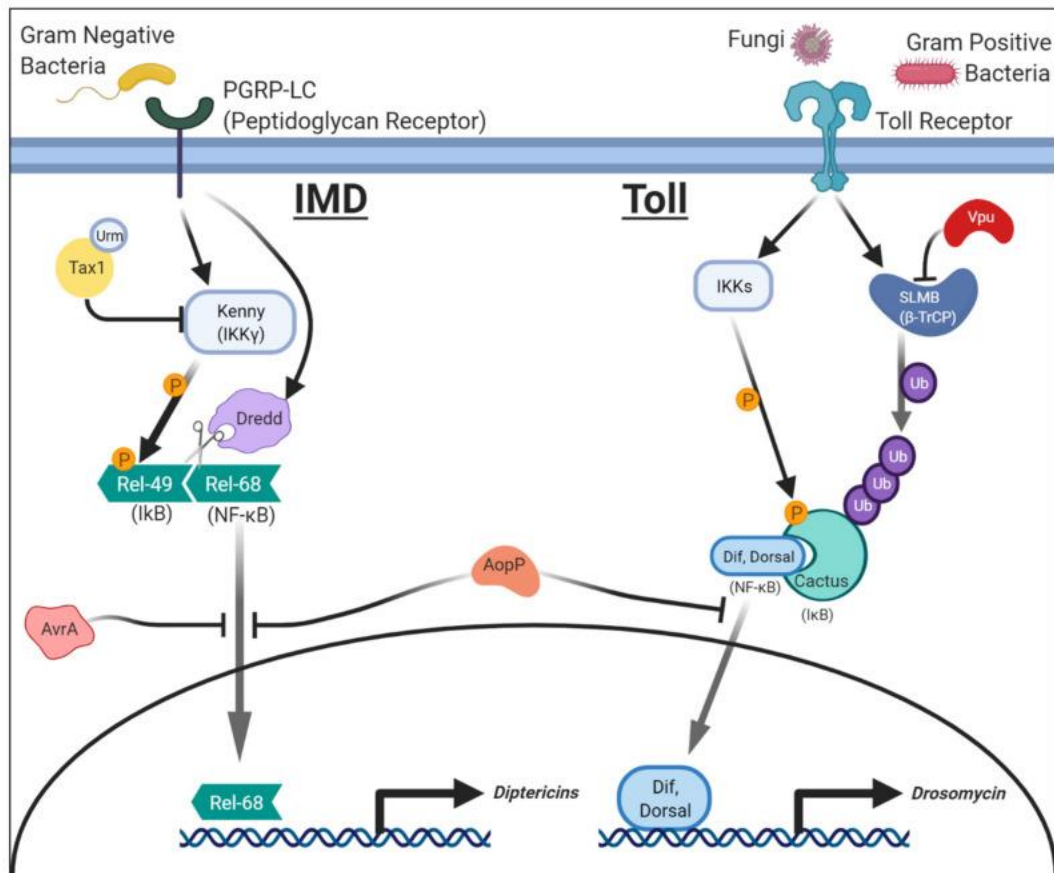 Gram Negative
Bacteria
PGRP-LC
(Peptidoglycan Receptor)
Fungi
Gram Positive
Bacteria
Toll Receptor
IMD
Toll
Urm
Tax1
Kenny
(IKKγ)
P
P
Dredd
Rel-49
Rel-68
(IkB)
(NF-κB)
Vpu
IKKs
SLMB
(β-TrCP)
P
Ub
Ub
Ub
Ub
P
Dif, Dorsal
Cactus
(NF-κB)
(IκB)
AopP
AvrA
Rel-68
Diptericins
Dif,
Dorsal
Drosomycin